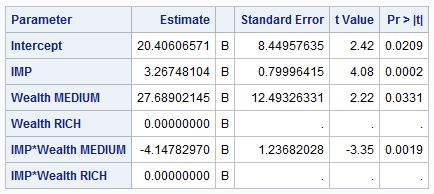 Parameter Estimate Standard Error t Value Pr > |t|
Intercept 20.40606571 B 8.44957635 2.42 0.0209
IMP 3.26748104 B 0.79996415 4.08 0.0002
Wealth MEDIUM 27.68902145 B 12.49326331 2.22 0.0331
Wealth RICH 0.00000000 B . . .
IMP*Wealth MEDIUM -4.14782970 B 1.23682028 -3.35 0.0019
IMP*Wealth RICH 0.00000000 B . . .